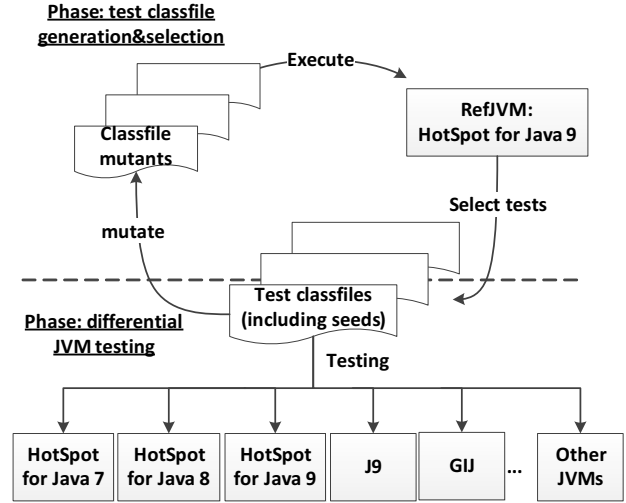 Phase: test classfile
generation&selection
Execute
Classfile
mutants
RefJVM:
HotSpot for Java 9
Select tests
mutate
Test classfiles
(including seeds)
Phase: differential
JVM testing
Testing
HotSpot
for Java 7
HotSpot
for Java 8
HotSpot
for Java 9
J9
GIJ
...
Other
JVMs